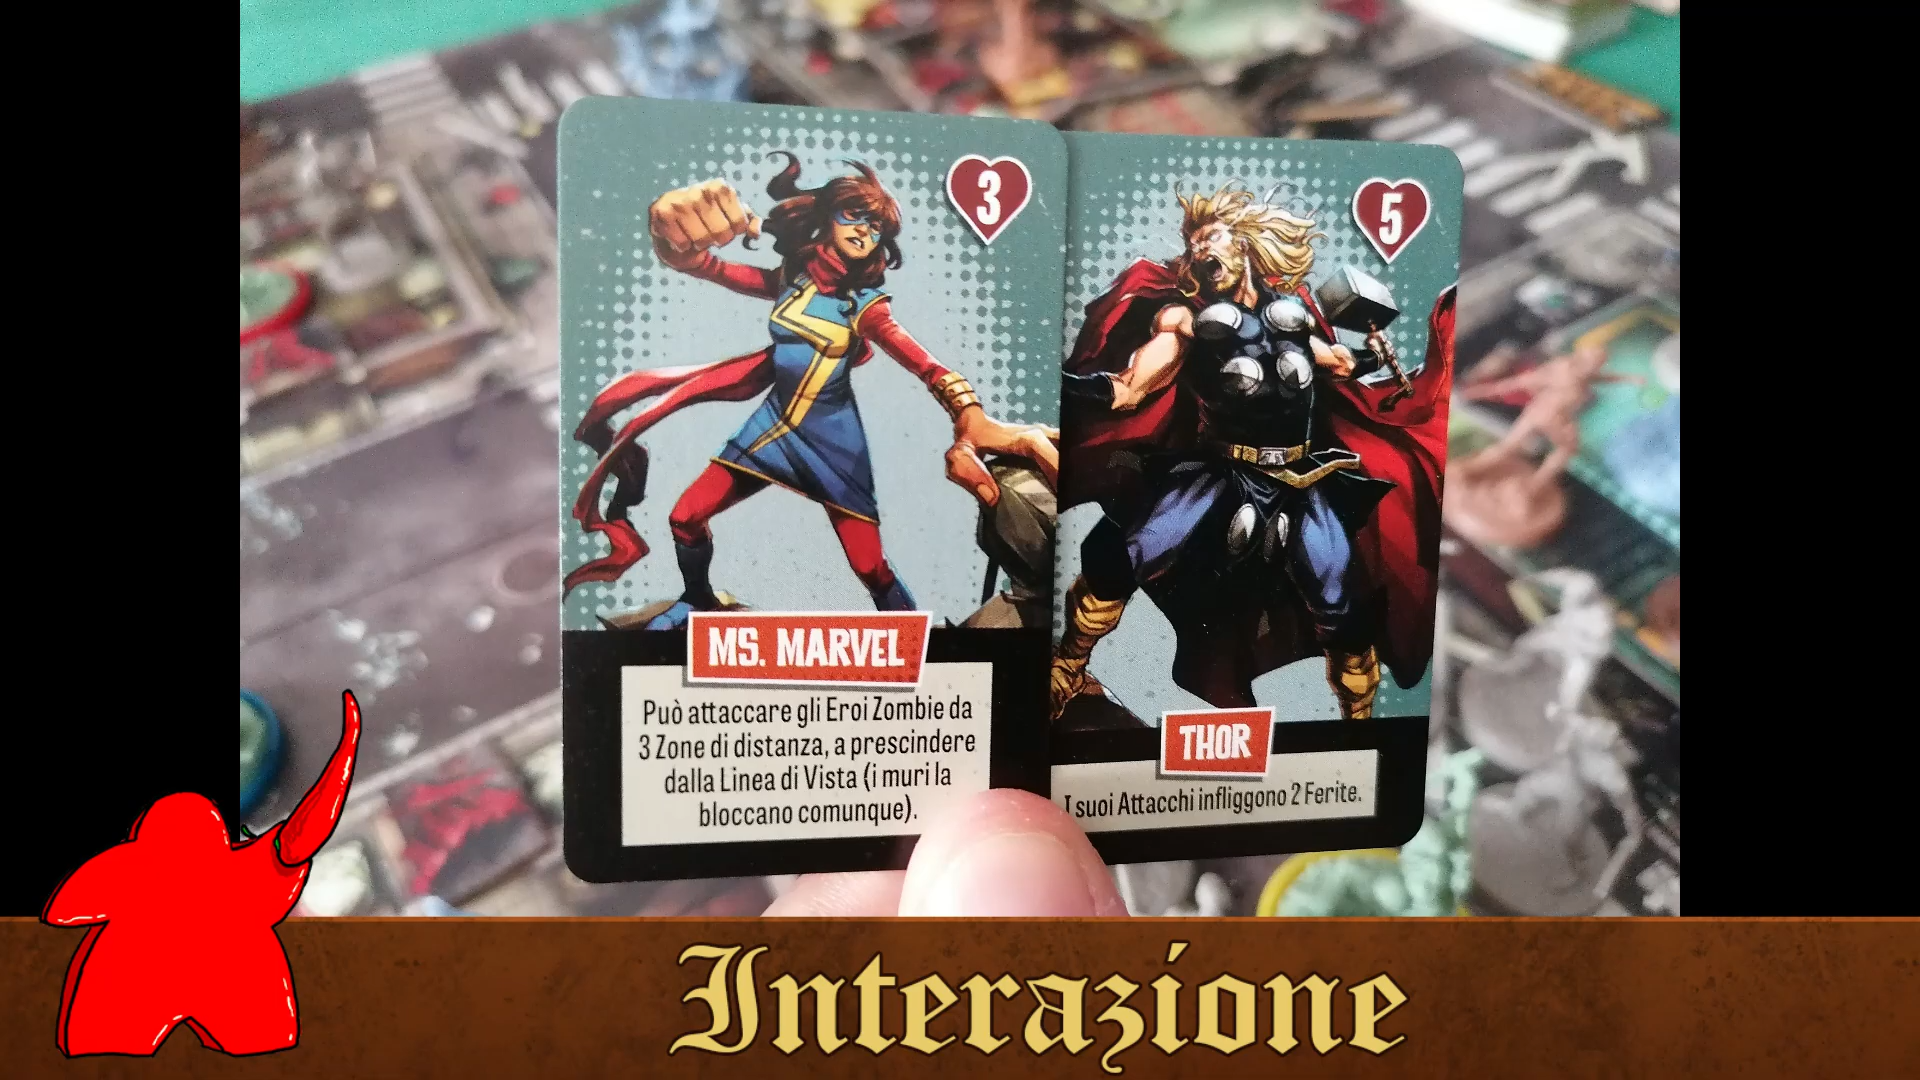 3
MS. MARVEL
Può attaccare gli Eroi Zombie da
3 Zone di distanza, a prescindere
dalla Linea di Vista (i muri la
bloccano comunque).
5
THOR
I suoi Attacchi infliggono 2 Ferite.
Interazione